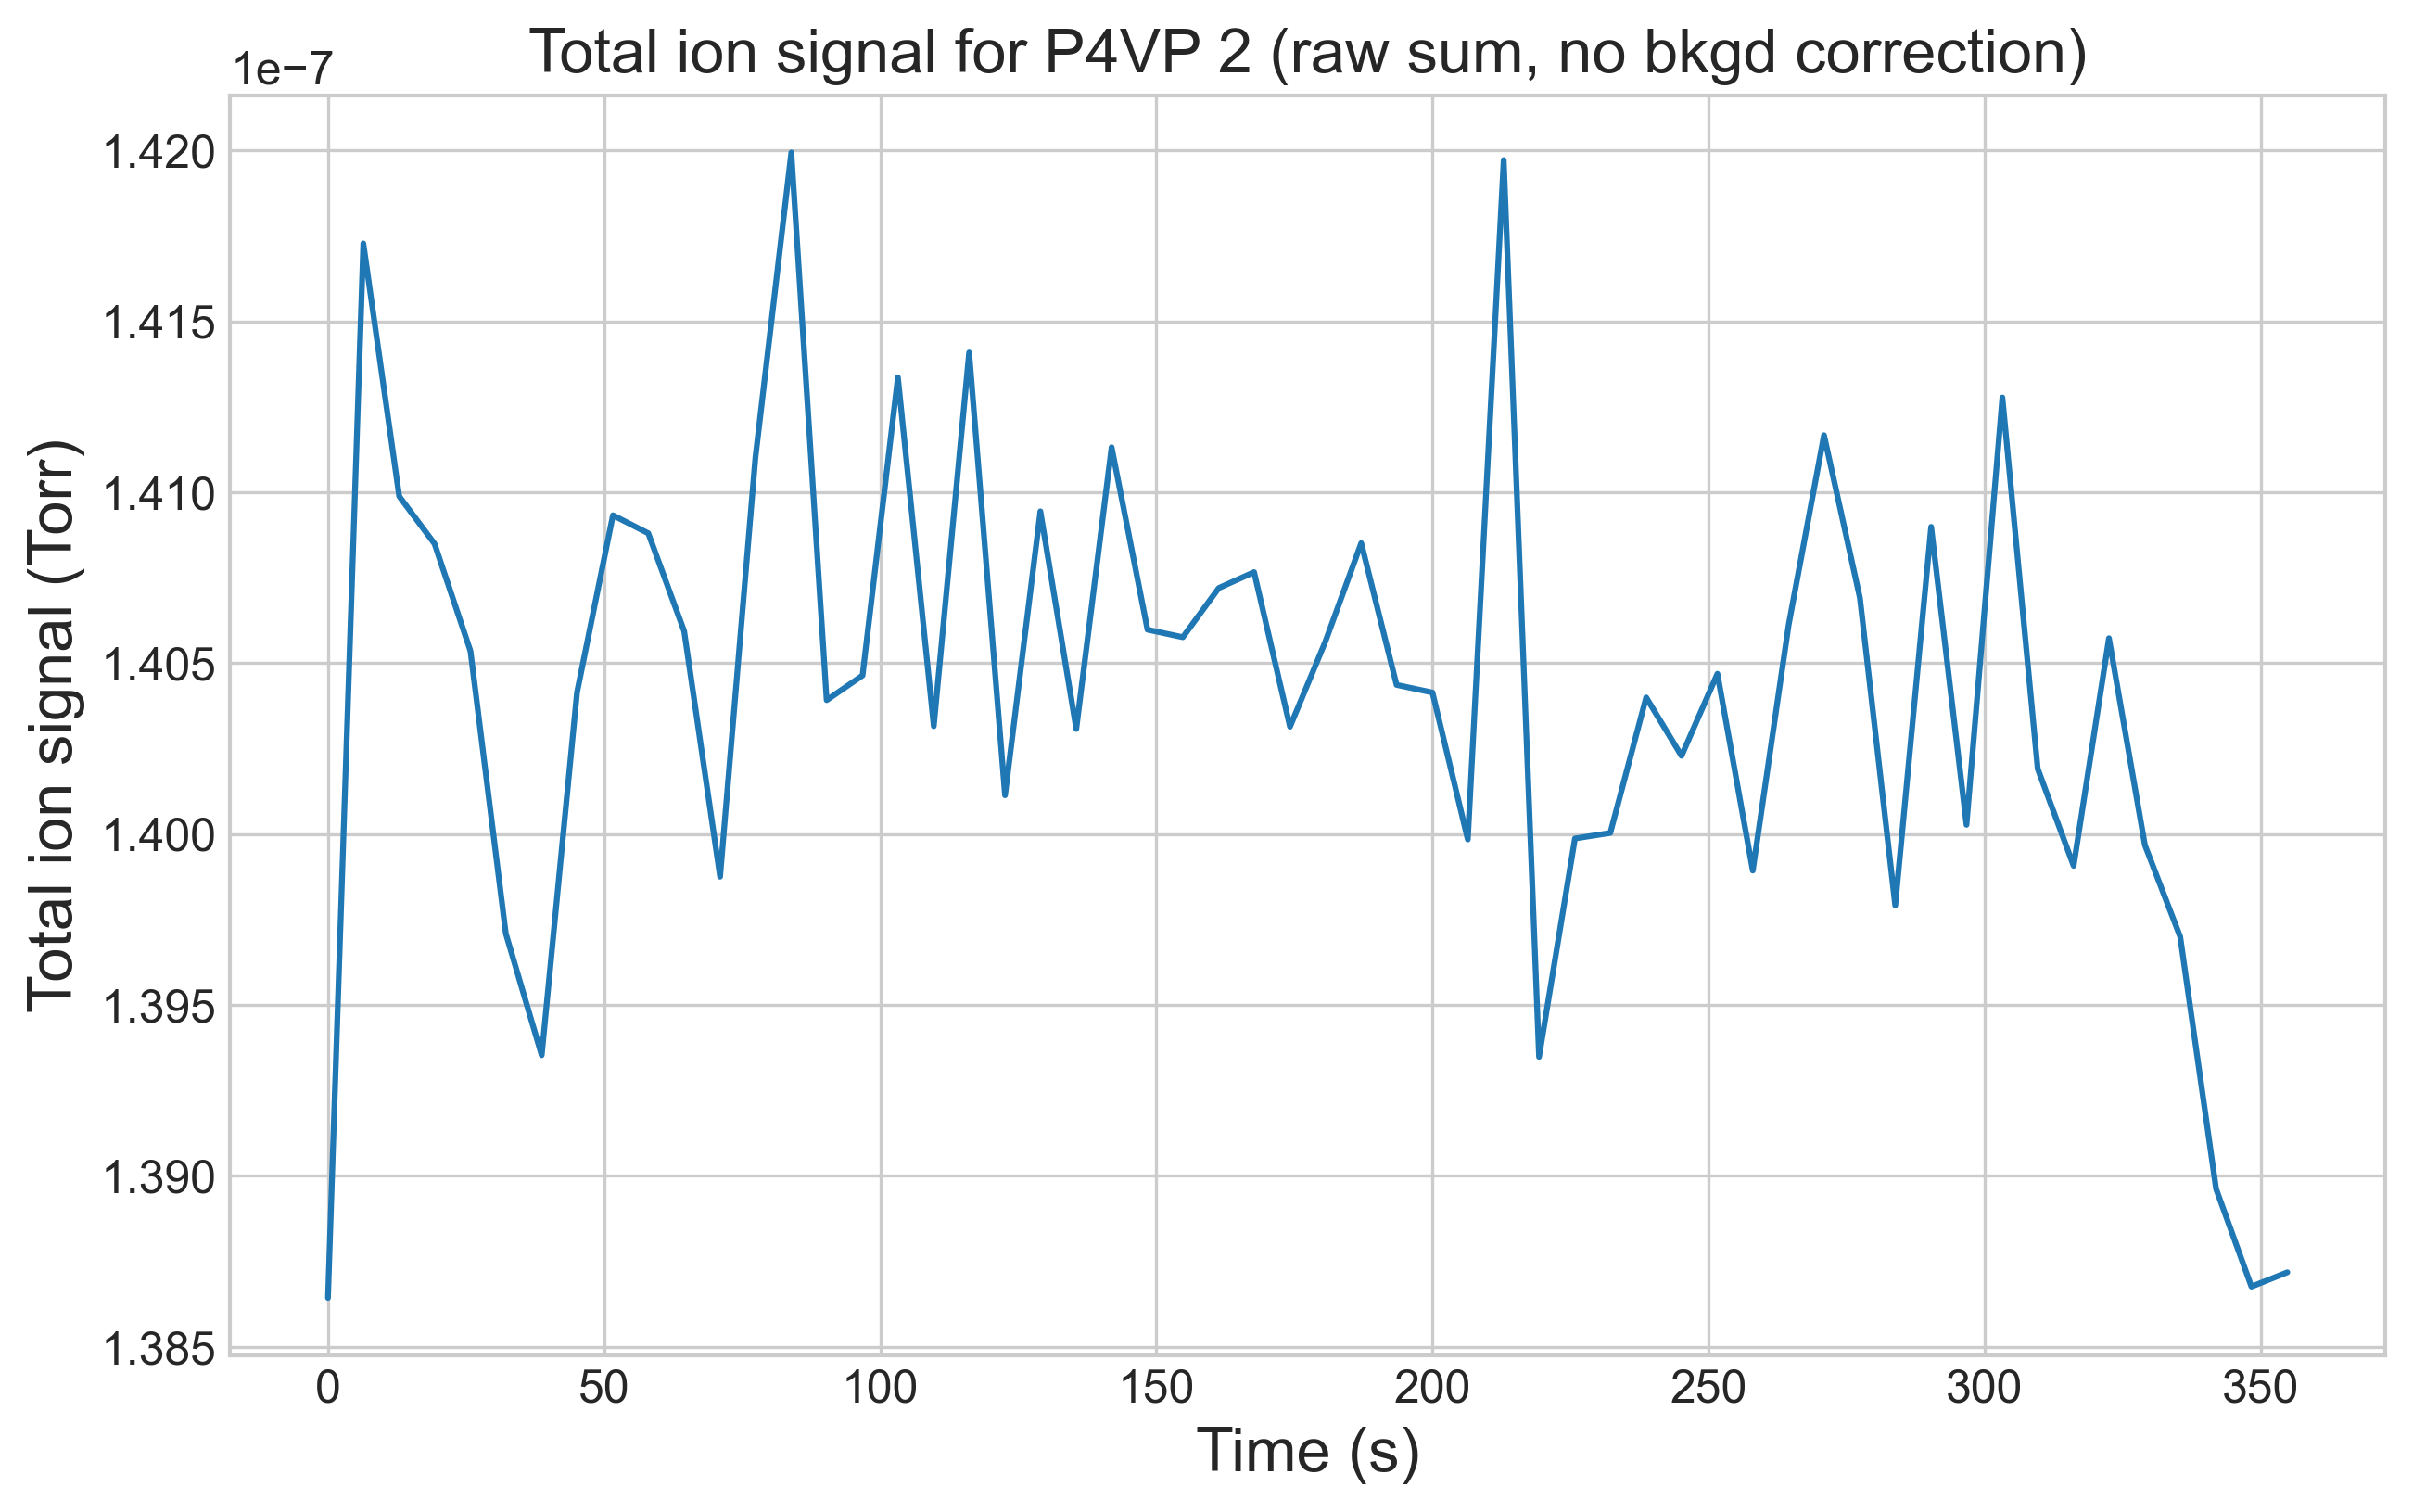 Total ion signal for P4VP 2 (raw sum, no bkgd correction)
1e−7
1.420
1.415
1.410
1.405
1.400
1.395
1.390
1.385
Total ion signal (Torr)
0 50 100 150 200 250 300 350
Time (s)